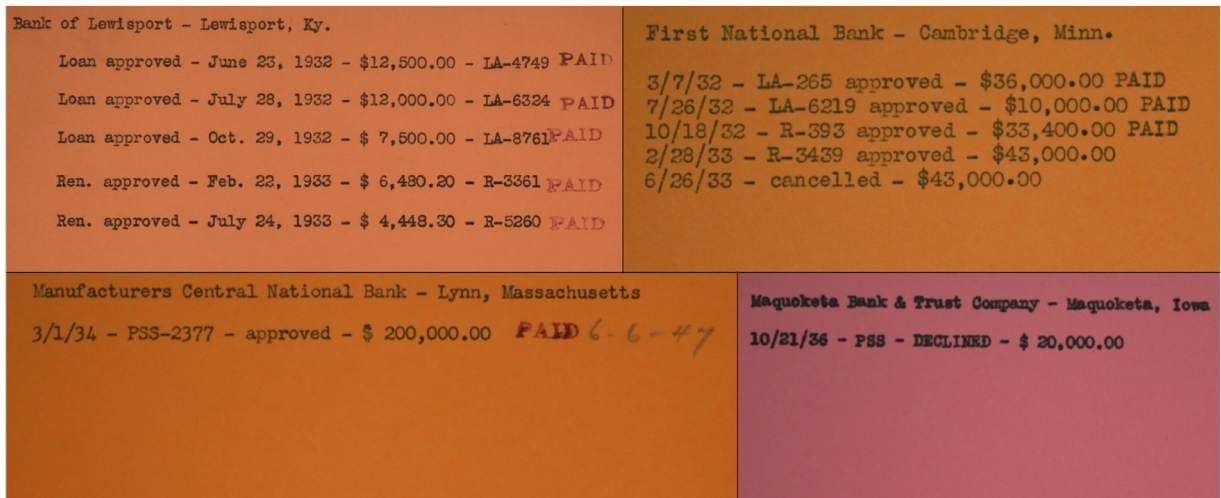 Bank of Lewisport - Lewisport, Ky.
Loan approved - June 23, 1932 - $12,500.00 - LA-4749 PAID
Loan approved - July 28, 1932 - $12,000.00 - LA-6324 PAID
Loan approved - Oct. 29, 1932 - $ 7,500.00 - LA-8761 PAID
Ren. approved - Feb. 22, 1933 - $ 6,480.20 - R-3361 PAID
Ren. approved - July 24, 1933 - $ 4,448.30 - R-5260 PAID
First National Bank - Cambridge, Minn.
3/7/32 - LA-265 approved - $36,000.00 PAID
7/26/32 - LA-6219 approved - $10,000.00 PAID
10/18/32 - R-393 approved - $33,400.00 PAID
2/28/33 - R-3439 approved - $43,000.00
6/26/33 - cancelled - $43,000.00
Manufacturers Central National Bank - Lynn, Massachusetts
3/1/34 - PSS-2377 - approved - $ 200,000.00 PAID 6-6-47
Maquoketa Bank & Trust Company - Maquoketa, Iowa
10/21/36 - PSS - DECLINED - $ 20,000.00